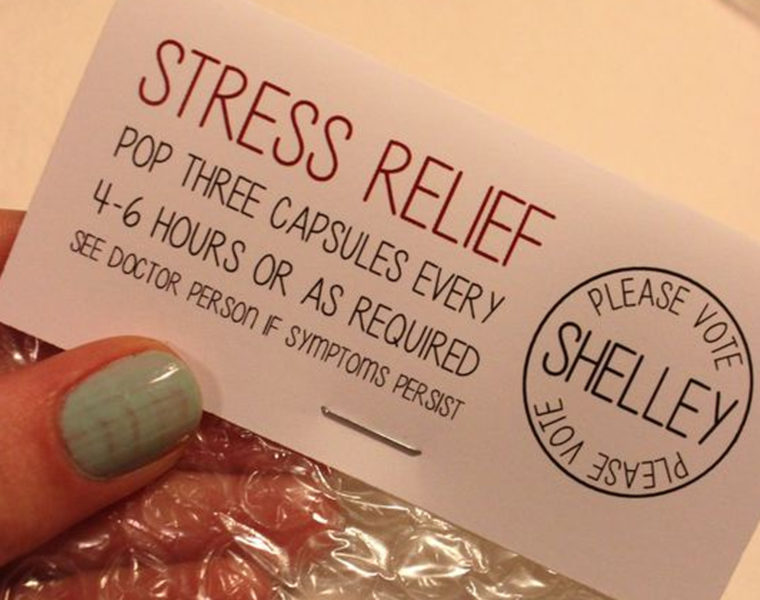 STRESS RELIEF
POP THREE CAPSULES EVERY
4-6 HOURS OR AS REQUIRED
SEE DOCTOR PERSON IF SYMPTOMS PERSIST
PLEASE VOTE
SHELLEY
PLEASE VOTE